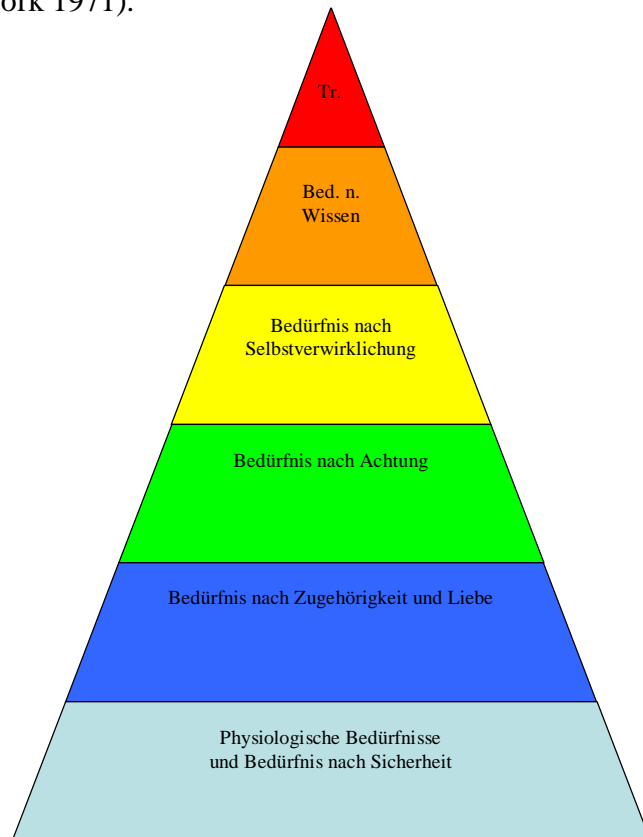 ork 1971).
Tr.
Bed. n.
Wissen
Bedürfnis nach
Selbstverwirklichung
Bedürfnis nach Achtung
Bedürfnis nach Zugehörigkeit und Liebe
Physiologische Bedürfnisse
und Bedürfnis nach Sicherheit